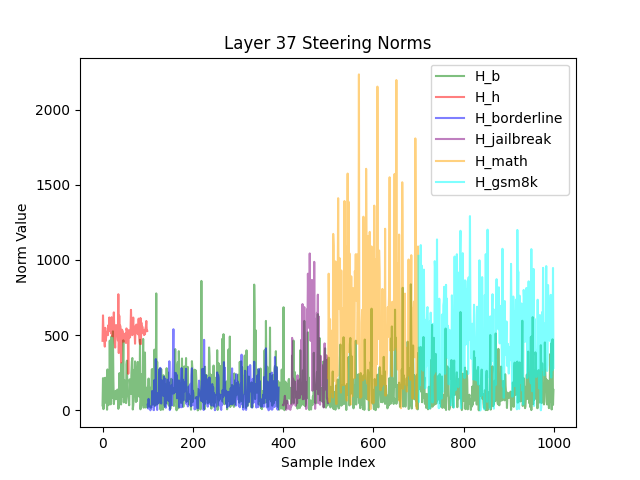 Layer 37 Steering Norms
H_b
H_h
H_borderline
H_jailbreak
H_math
H_gsm8k
Norm Value
2000
1500
1000
500
0
0 200 400 600 800 1000
Sample Index